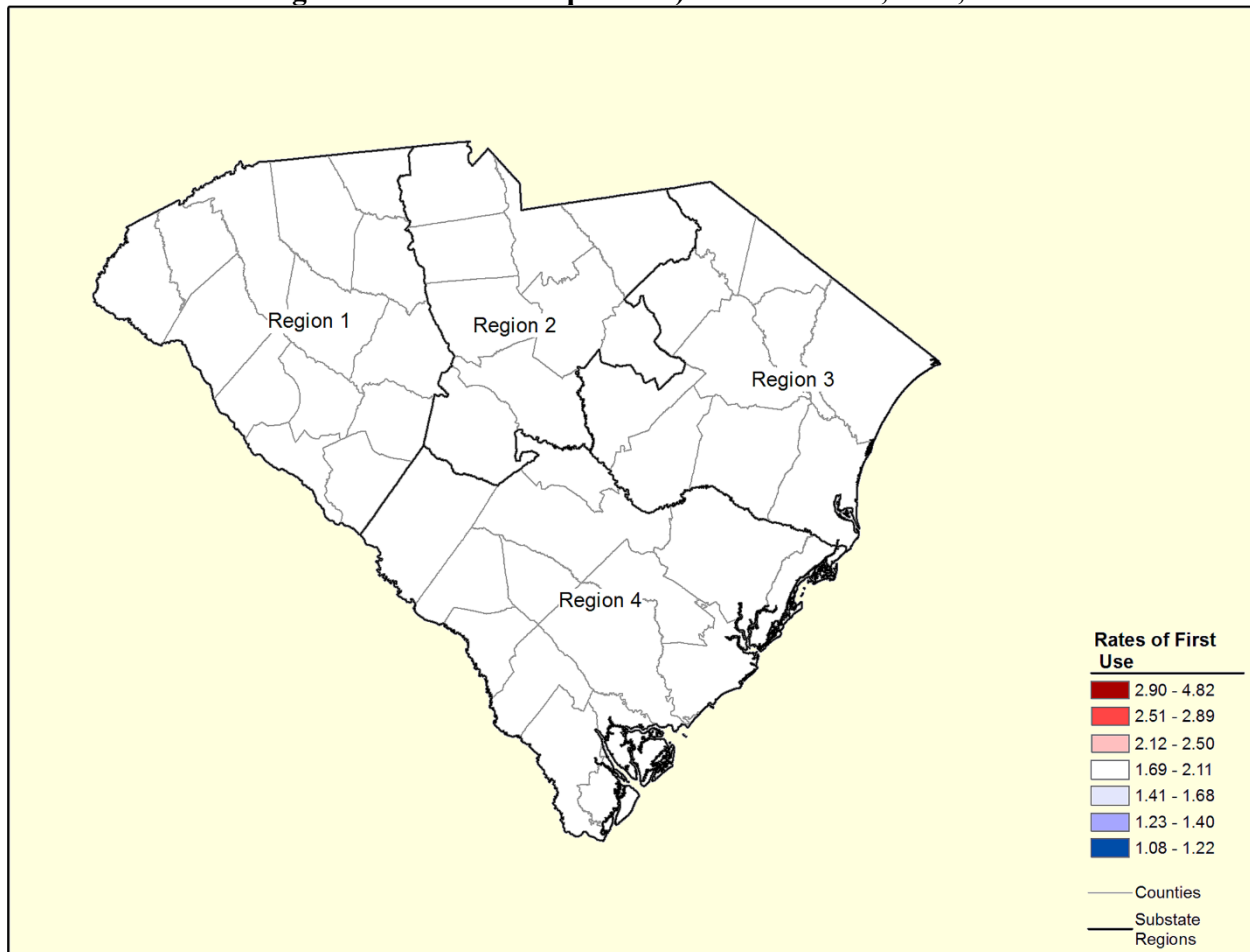 Region 1
Region 2
Region 3
Region 4
Rates of First
Use
2.90 - 4.82
2.51 - 2.89
2.12 - 2.50
1.69 - 2.11
1.41 - 1.68
1.23 - 1.40
1.08 - 1.22
Counties
Substate
Regions